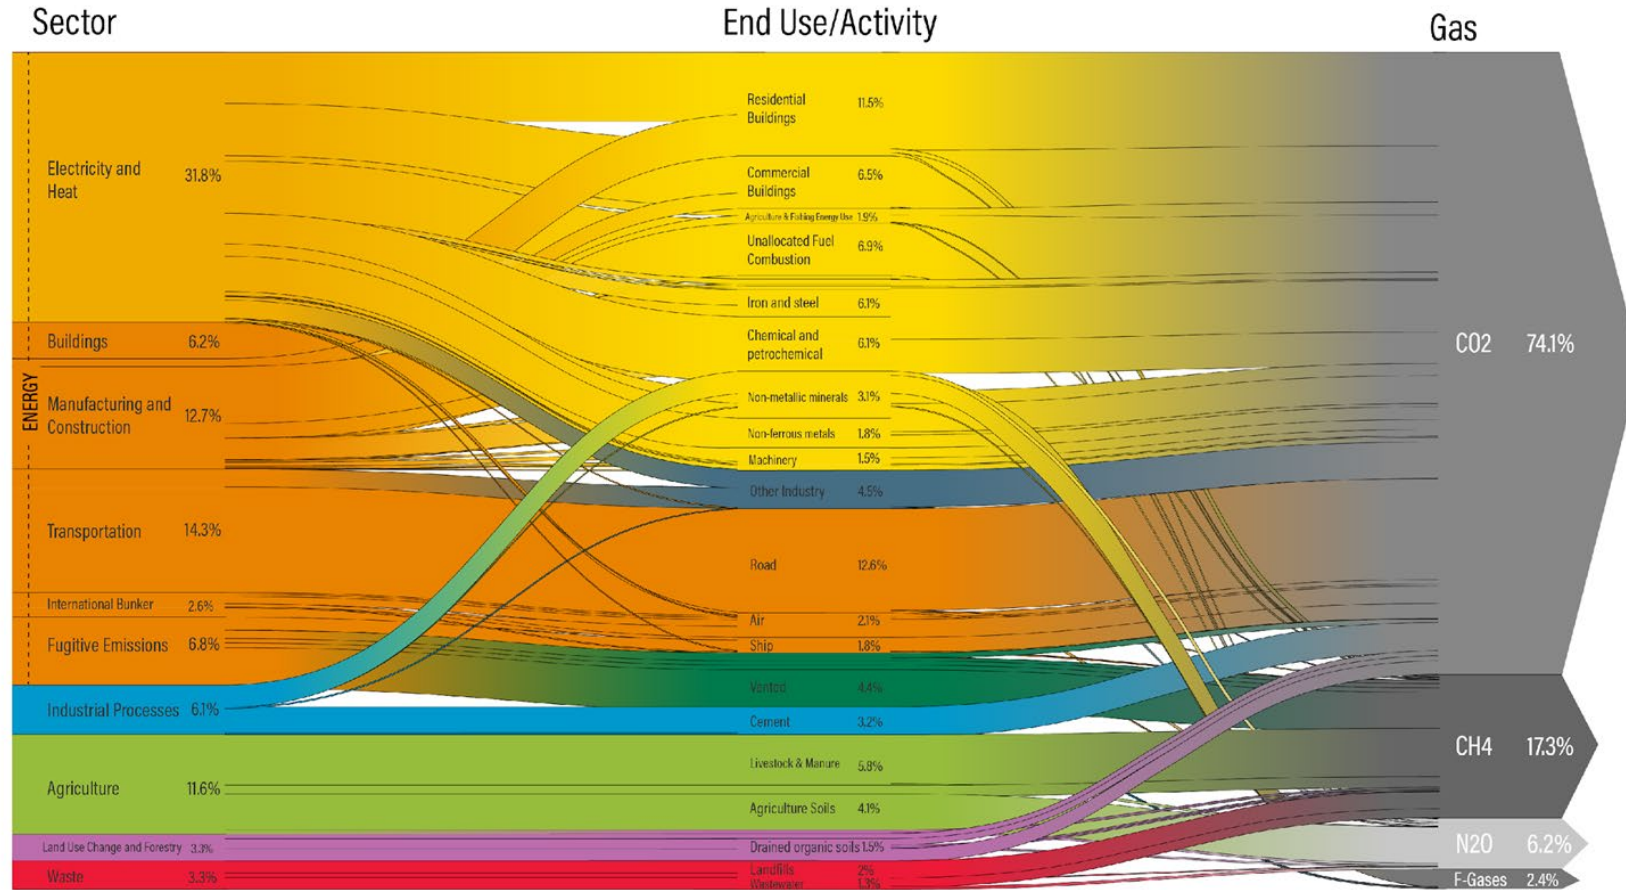 Sector
End Use/Activity
Gas
ENERGY
Electricity and
Heat
31.8%
Buildings
6.2%
Manufacturing and
Construction
12.7%
Transportation
14.3%
International Bunker
2.6%
Fugitive Emissions
6.8%
Industrial Processes
6.1%
Agriculture
11.6%
Land Use Change and Forestry
3.3%
Waste
3.3%
Residential
Buildings
11.5%
Commercial
Buildings
6.5%
Agriculture & Fishing Energy Use
1.9%
Unallocated Fuel
Combustion
6.9%
Iron and steel
6.1%
Chemical and
petrochemical
6.1%
Non-metallic minerals
3.1%
Non-ferrous metals
1.8%
Machinery
1.5%
Other Industry
4.5%
Road
12.6%
Air
2.1%
Ship
1.8%
Vented
4.4%
Cement
3.2%
Livestock & Manure
5.8%
Agriculture Soils
4.1%
Drained organic soils
1.5%
Landfills
2%
Wastewater
1.3%
CO2
74.1%
CH4
17.3%
N2O
6.2%
F-Gases
2.4%